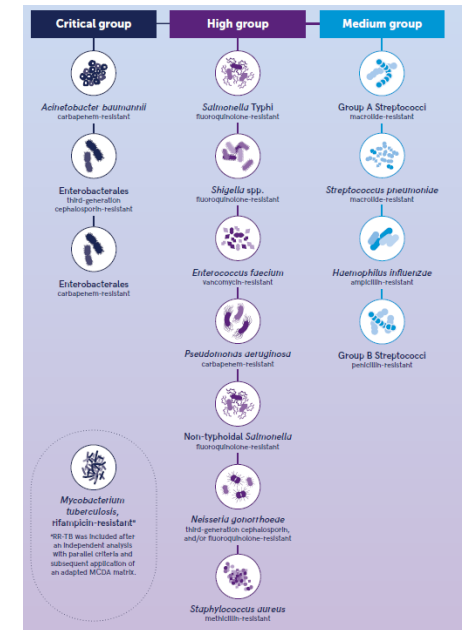 Critical group
High group
Medium group
Acinetobacter baumannii
carbapenem-resistant
Enterobacterales
third-generation
cephalosporin-resistant
Enterobacterales
carbapenem-resistant
Mycobacterium
tuberculosis,
rifampicin-resistant*
*RR-TB was included after
an independent analysis
with parallel criteria and
subsequent application of
an adapted MCDA matrix.
Salmonella Typhi
fluoroquinolone-resistant
Shigella spp.
fluoroquinolone-resistant
Enterococcus faecium
vancomycin-resistant
Pseudomonas aeruginosa
carbapenem-resistant
Non-typhoidal Salmonella
fluoroquinolone-resistant
Neisseria gonorrhoeae
third-generation cephalosporin,
and/or fluoroquinolone-resistant
Staphylococcus aureus
methicillin-resistant
Group A Streptococci
macrolide-resistant
Streptococcus pneumoniae
macrolide-resistant
Haemophilus influenzae
ampicillin-resistant
Group B Streptococci
penicillin-resistant